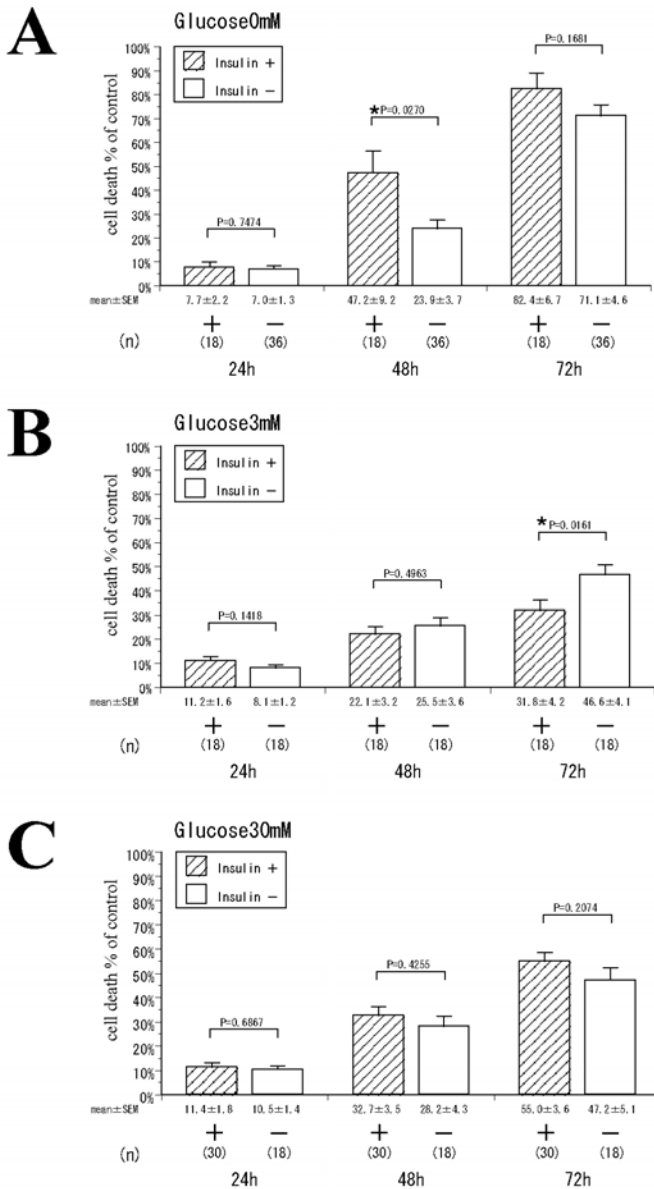 A
Glucose0mM
Insulin +
Insulin −
cell death % of control
100%
90%
80%
70%
60%
50%
40%
30%
20%
10%
0%
P=0.7474
*P=0.0270
P=0.1681
mean±SEM 7.7±2.2 7.0±1.3 47.2±9.2 23.9±3.7 82.4±6.7 71.1±4.6
+ − + − + −
(n) (18) (36) (18) (36) (18) (36)
24h 48h 72h
B
Glucose3mM
Insulin +
Insulin −
cell death % of control
100%
90%
80%
70%
60%
50%
40%
30%
20%
10%
0%
P=0.1418
P=0.4963
*P=0.0161
mean±SEM 11.2±1.6 8.1±1.2 22.1±3.2 25.5±3.6 31.8±4.2 46.6±4.1
+ − + − + −
(n) (18) (18) (18) (18) (18) (18)
24h 48h 72h
C
Glucose30mM
Insulin +
Insulin −
cell death % of control
100%
90%
80%
70%
60%
50%
40%
30%
20%
10%
0%
P=0.6867
P=0.4255
P=0.2074
mean±SEM 11.4±1.8 10.5±1.4 32.7±3.5 28.2±4.3 55.0±3.6 47.2±5.1
+ − + − + −
(n) (30) (18) (30) (18) (30) (18)
24h 48h 72h